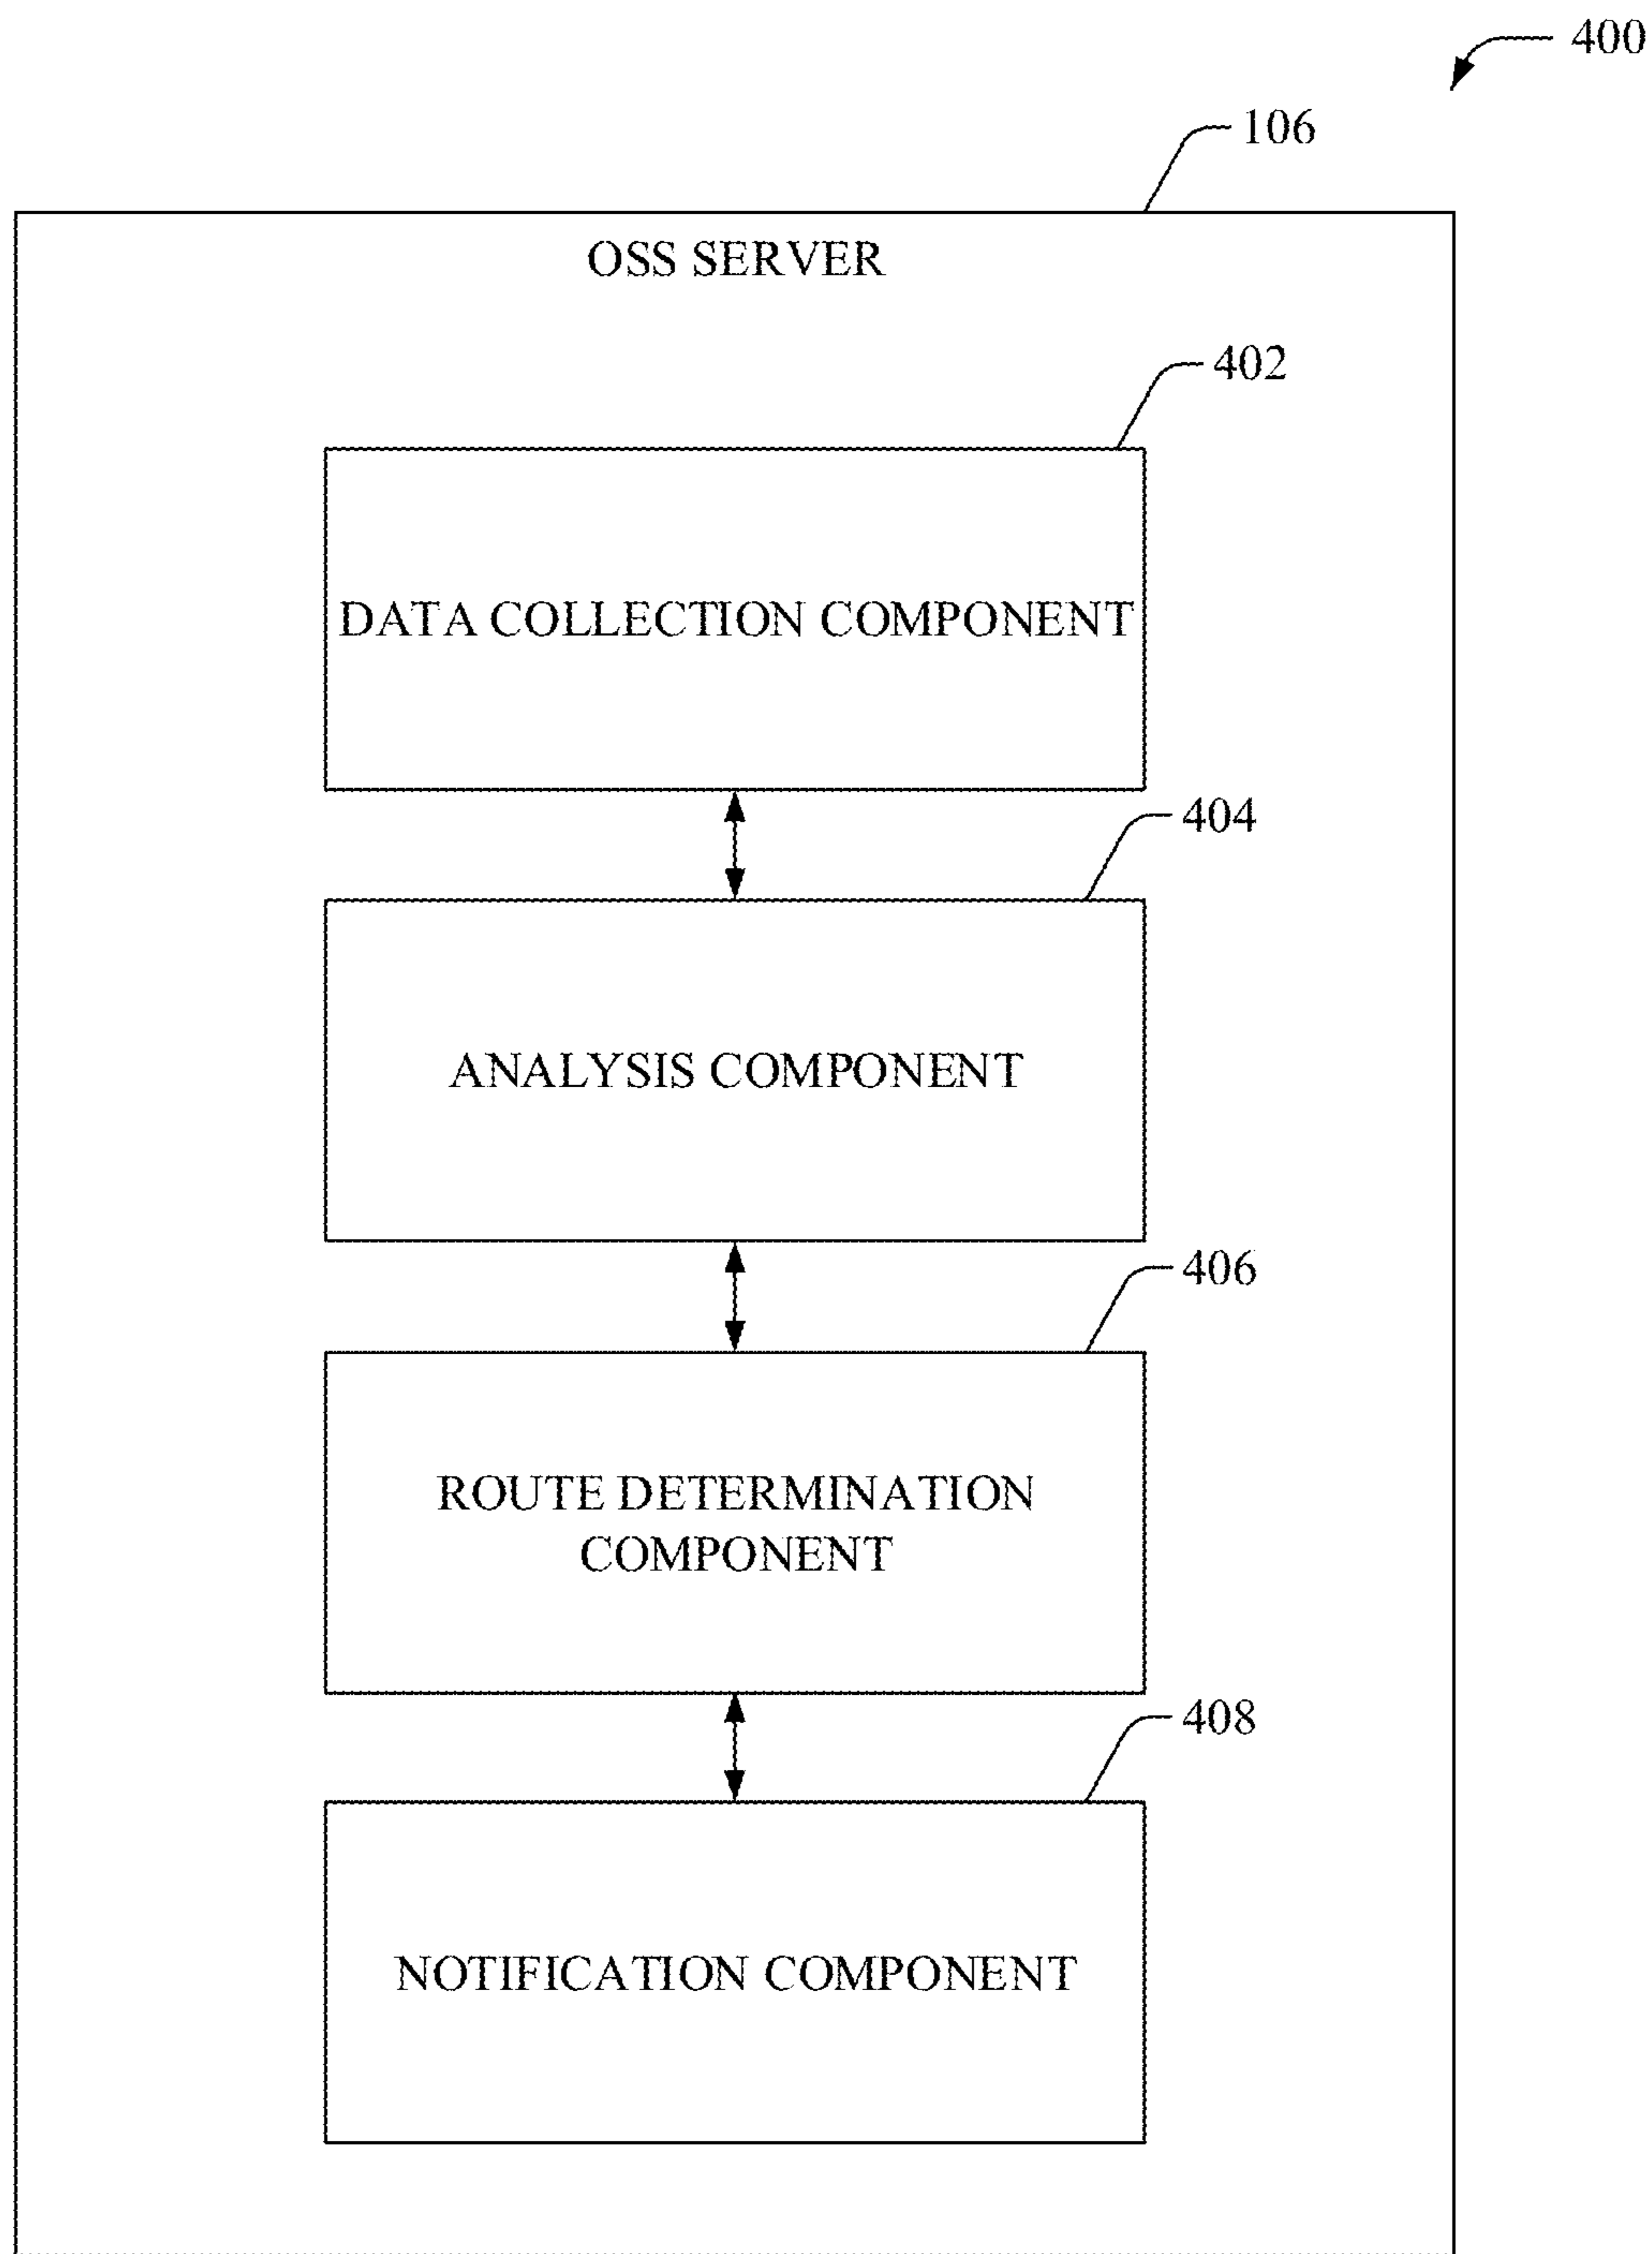 400
106
OSS SERVER
402
DATA COLLECTION COMPONENT
404
ANALYSIS COMPONENT
406
ROUTE DETERMINATION
COMPONENT
408
NOTIFICATION COMPONENT